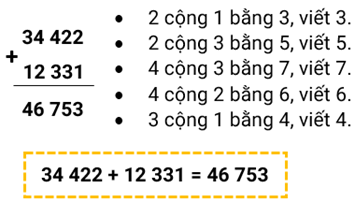 34 422
+
12 331
46 753
• 2 cộng 1 bằng 3, viết 3.
• 2 cộng 3 bằng 5, viết 5.
• 4 cộng 3 bằng 7, viết 7.
• 4 cộng 2 bằng 6, viết 6.
• 3 cộng 1 bằng 4, viết 4.
34 422 + 12 331 = 46 753